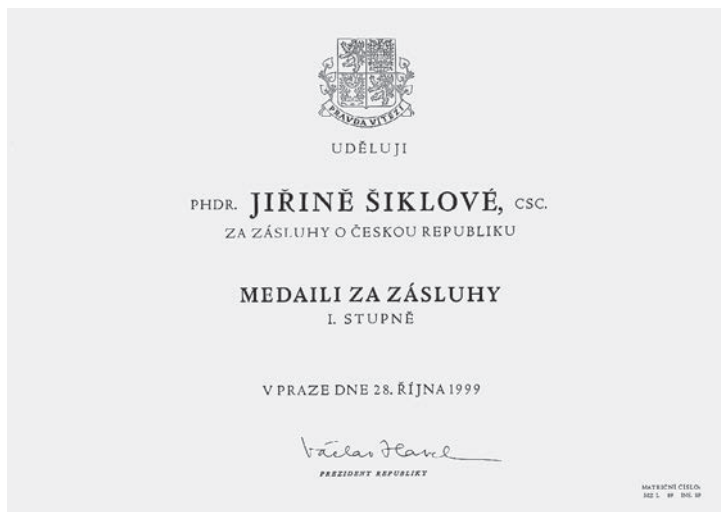 PRAVDA VÍTĚZÍ
UDĚLUJI
PHDR. JIŘINĚ ŠIKLOVÉ, CSC.
ZA ZÁSLUHY O ČESKOU REPUBLIKU
MEDAILI ZA ZÁSLUHY
I. STUPNĚ
V PRAZE DNE 28. ŘÍJNA 1999
Václav Havel
PREZIDENT REPUBLIKY
MATRIČNÍ ČÍSLO: